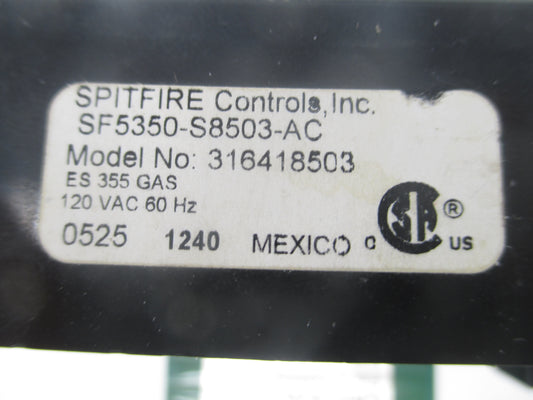 SPITFIRE Controls, Inc.
SF5350-S8503-AC
Model No: 316418503
ES 355 GAS
120 VAC 60 Hz
0525 1240 MEXICO C SA ® US